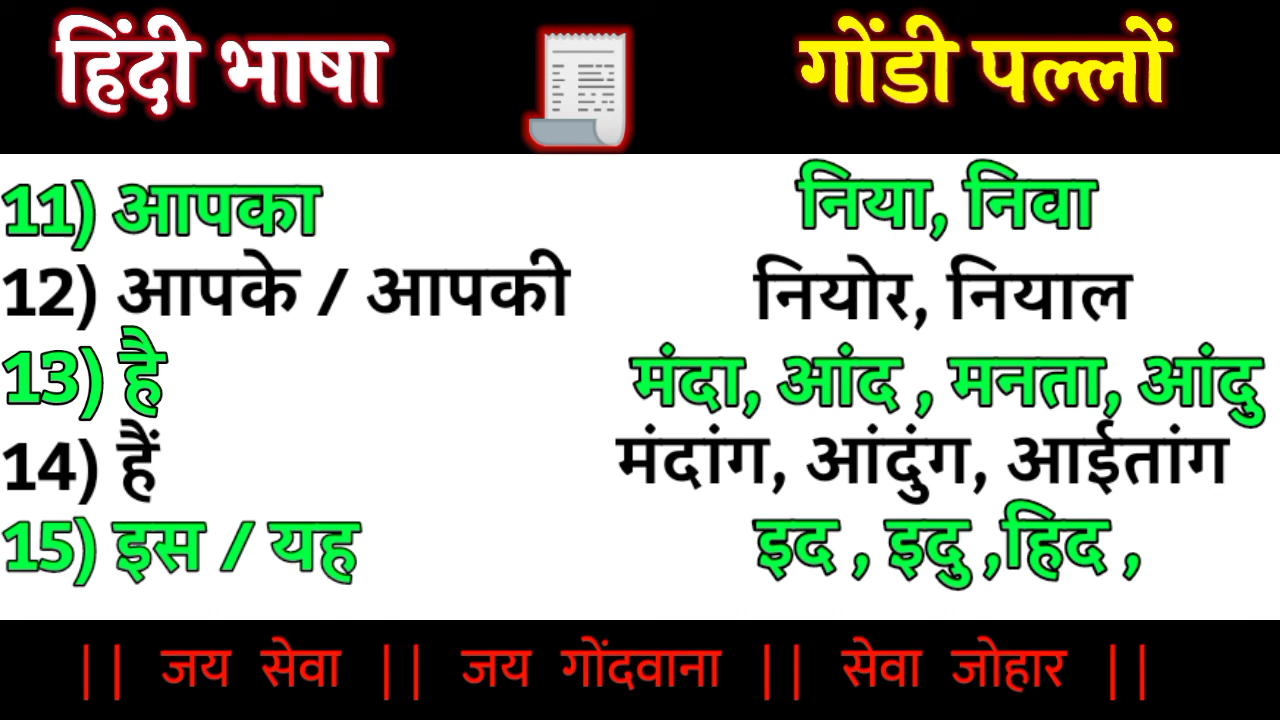 हिंदी भाषा गोंडी पल्लों
11) आपका निया, निवा
12) आपके / आपकी नियोर, नियाल
13) है मंदा, आंद , मनता, आंदु
14) हैं मंदांग, आंदुंग, आईतांग
15) इस / यह इद , इदु ,हिद ,
|| जय सेवा || जय गोंदवाना || सेवा जोहार ||